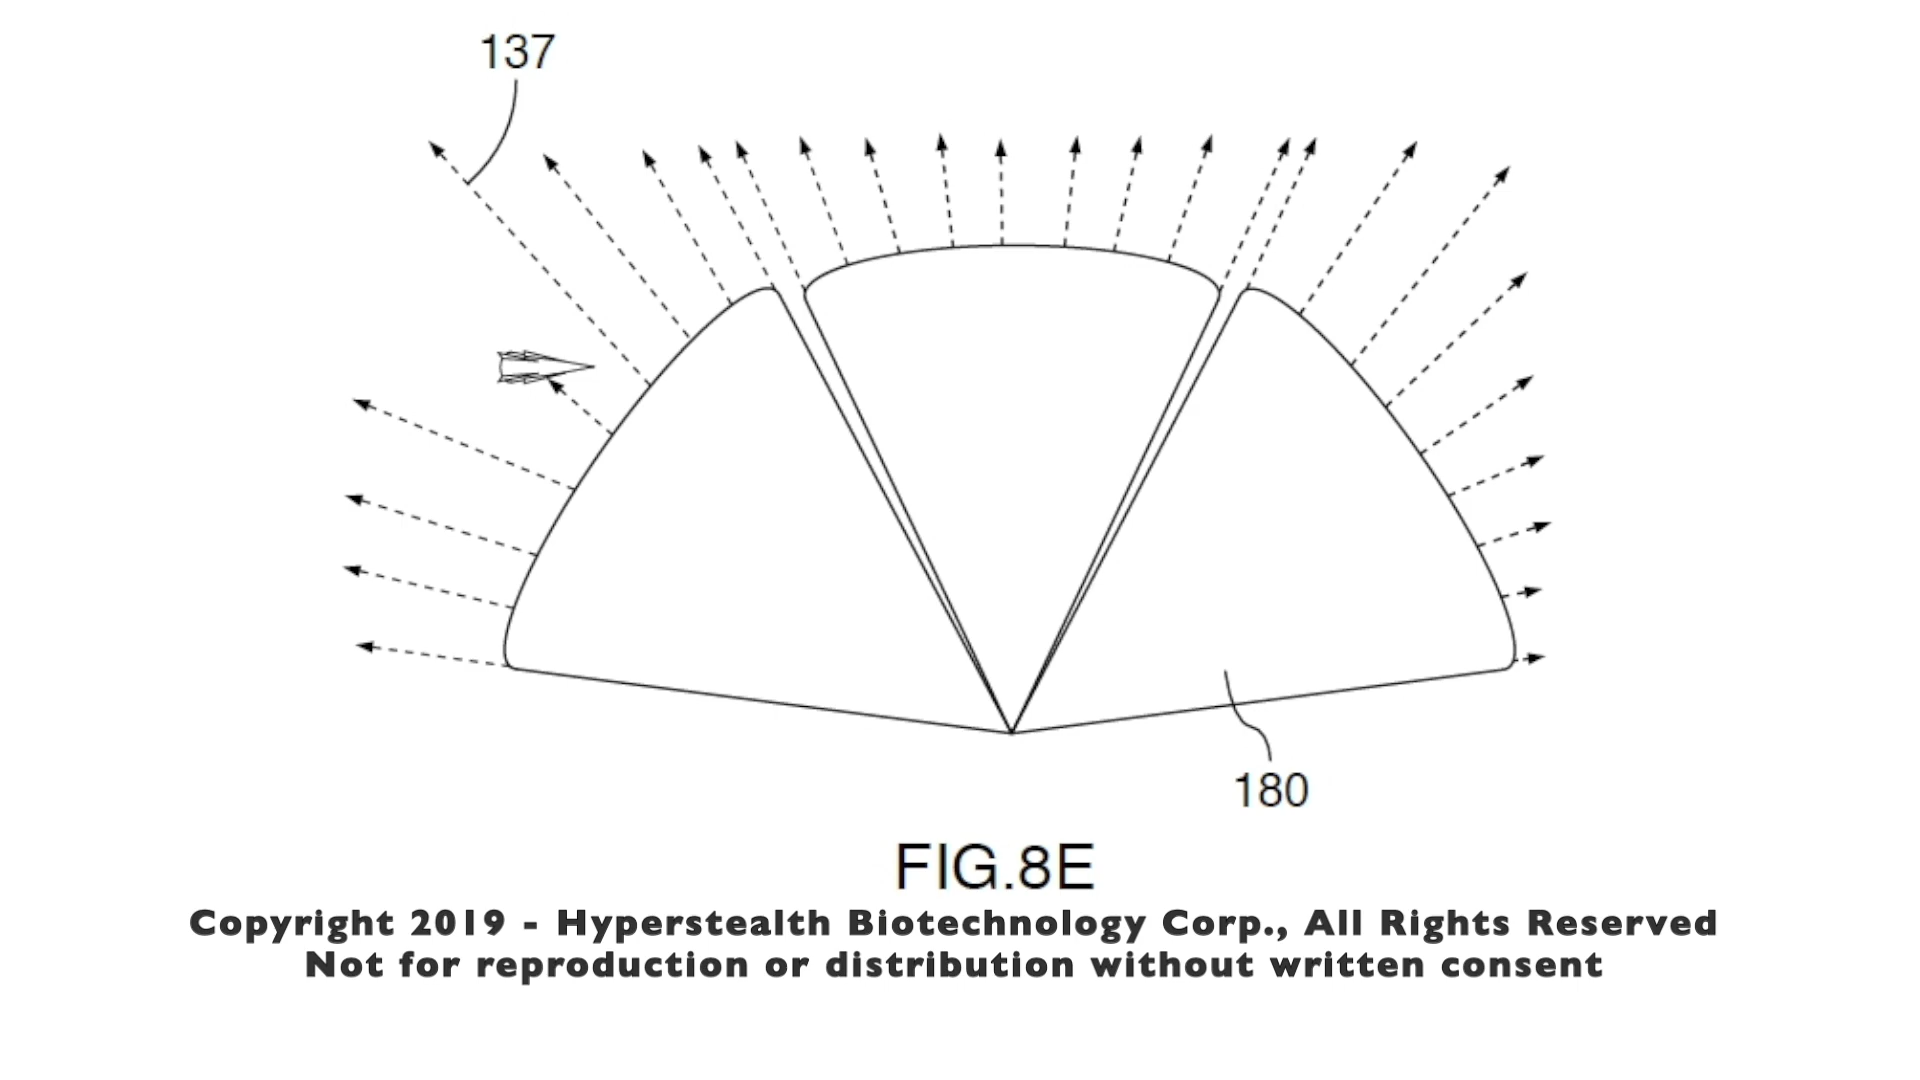 137
180
FIG.8E
Copyright 2019 - Hyperstealth Biotechnology Corp., All Rights Reserved
Not for reproduction or distribution without written consent